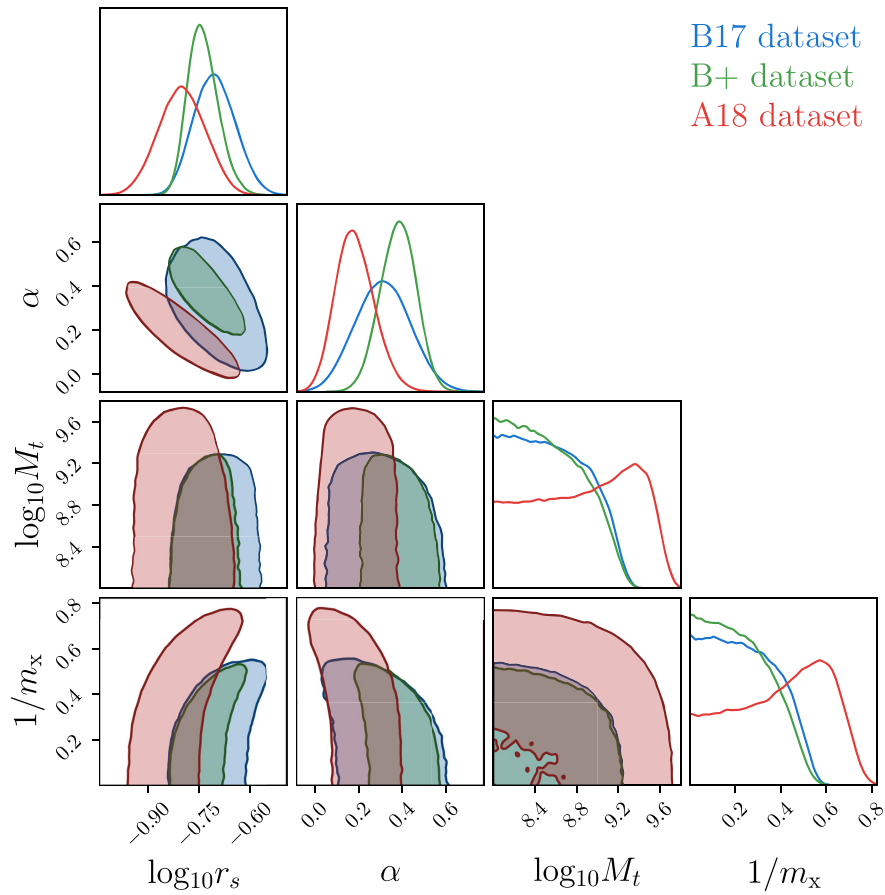 B17 dataset
B+ dataset
A18 dataset
α
0.6
0.4
0.2
0.0
log₁₀Mₜ
9.6
9.2
8.8
8.4
1/mₓ
0.8
0.6
0.4
0.2
−0.90 −0.75 −0.60 0.0 0.2 0.4 0.6 8.4 8.8 9.2 9.6 0.2 0.4 0.6 0.8
log₁₀rₛ α log₁₀Mₜ 1/mₓ